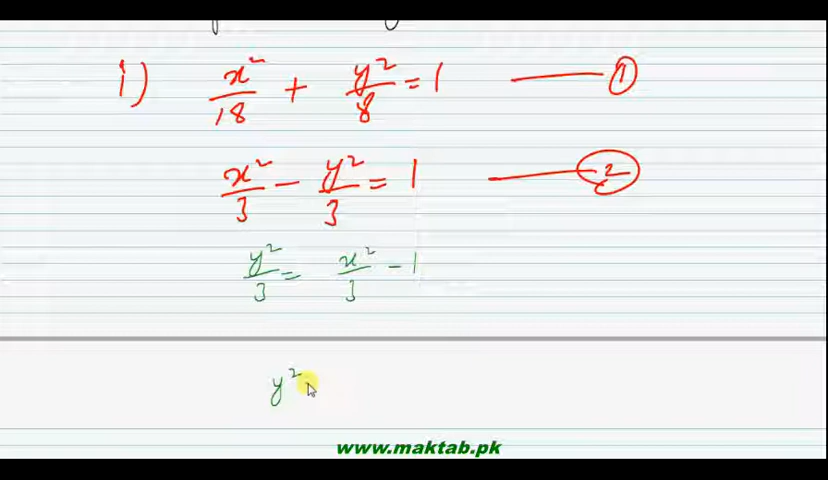 i) x²/18 + y²/8 = 1 ——— ①
x²/3 − y²/3 = 1 ——— ②
y²/3 = x²/3 − 1
y²
www.maktab.pk